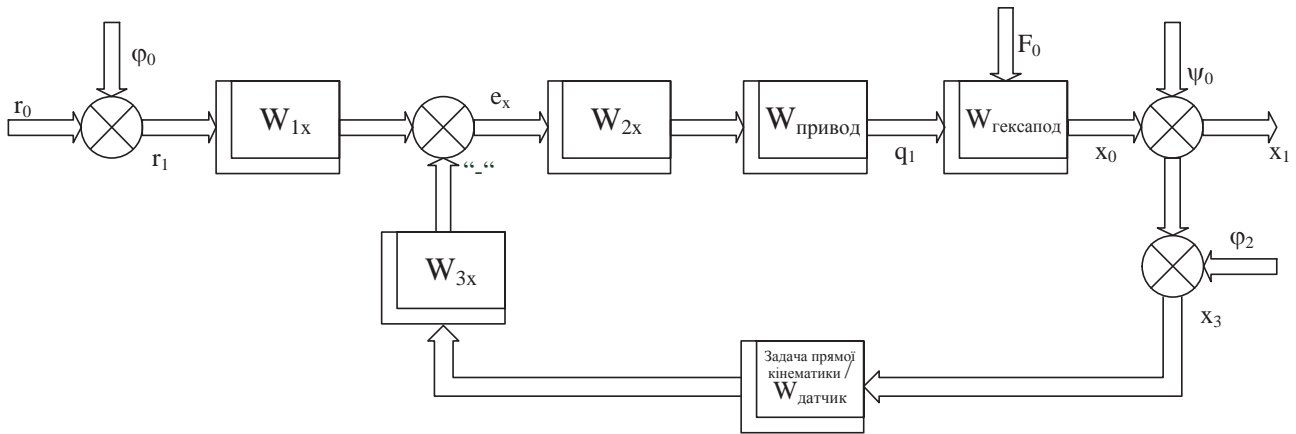 φ0
F0
ψ0
r0
W1x
ex
W2x
Wпривод
Wгексапод
r1
“-“
q1
x0
x1
W3x
φ2
x3
Задача прямої
кінематики /
Wдатчик